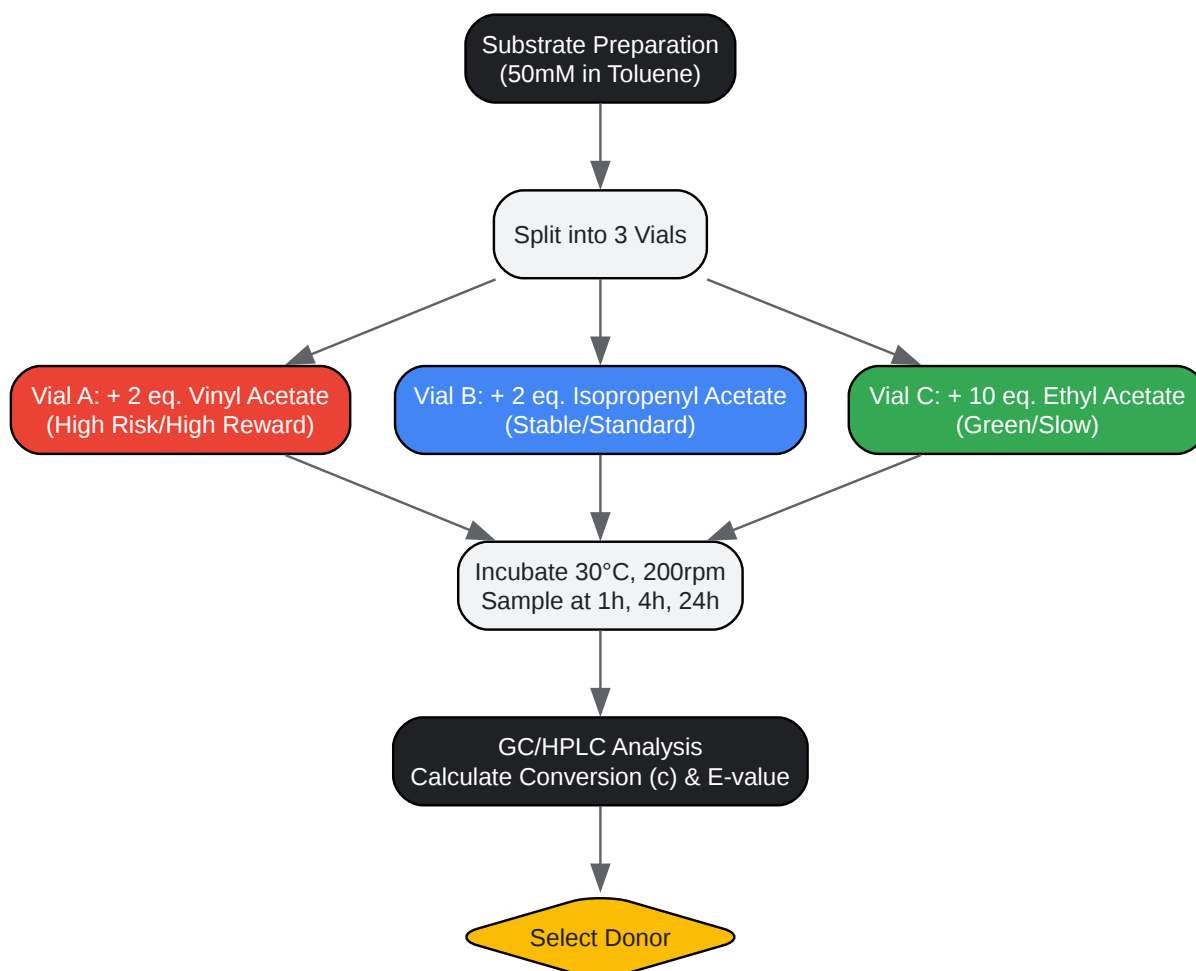 Substrate Preparation
(50mM in Toluene)
Split into 3 Vials
Vial A: + 2 eq. Vinyl Acetate
(High Risk/High Reward)
Vial B: + 2 eq. Isopropenyl Acetate
(Stable/Standard)
Vial C: + 10 eq. Ethyl Acetate
(Green/Slow)
Incubate 30°C, 200rpm
Sample at 1h, 4h, 24h
GC/HPLC Analysis
Calculate Conversion (c) & E-value
Select Donor